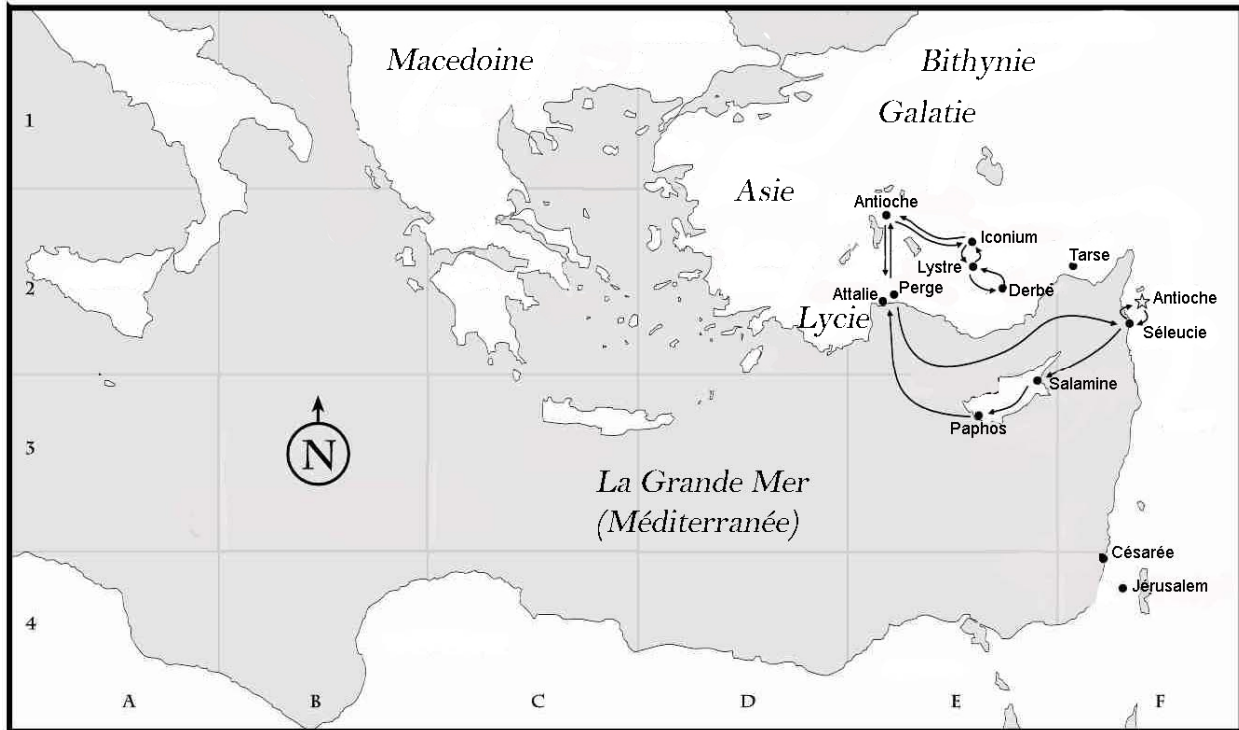 Macedoine
Bithynie
Galatie
1
Asie
Antioche
Iconium
Lystre
Tarse
Derbé
2
Attalie
Perge
Antioche
Lycie
Séleucie
Salamine
Paphos
N
3
La Grande Mer
(Méditerranée)
Césarée
Jérusalem
4
A
B
C
D
E
F